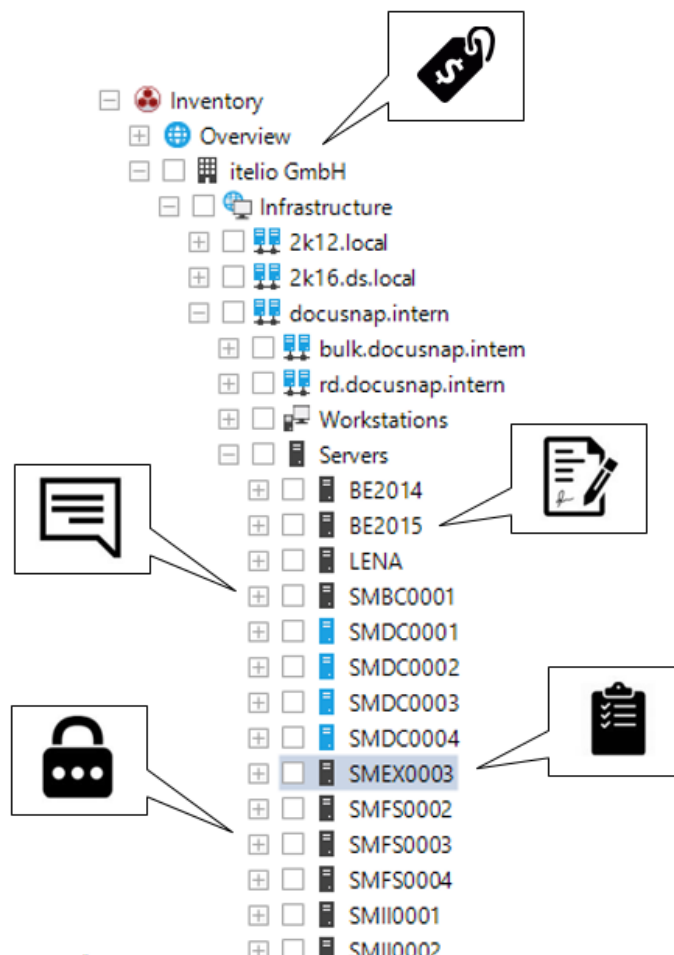 Inventory
Overview
itelio GmbH
Infrastructure
2k12.local
2k16.ds.local
docusnap.intern
bulk.docusnap.intern
rd.docusnap.intern
Workstations
Servers
BE2014
BE2015
LENA
SMBC0001
SMDC0001
SMDC0002
SMDC0003
SMDC0004
SMEX0003
SMFS0002
SMFS0003
SMFS0004
SMII0001
SMII0002
$